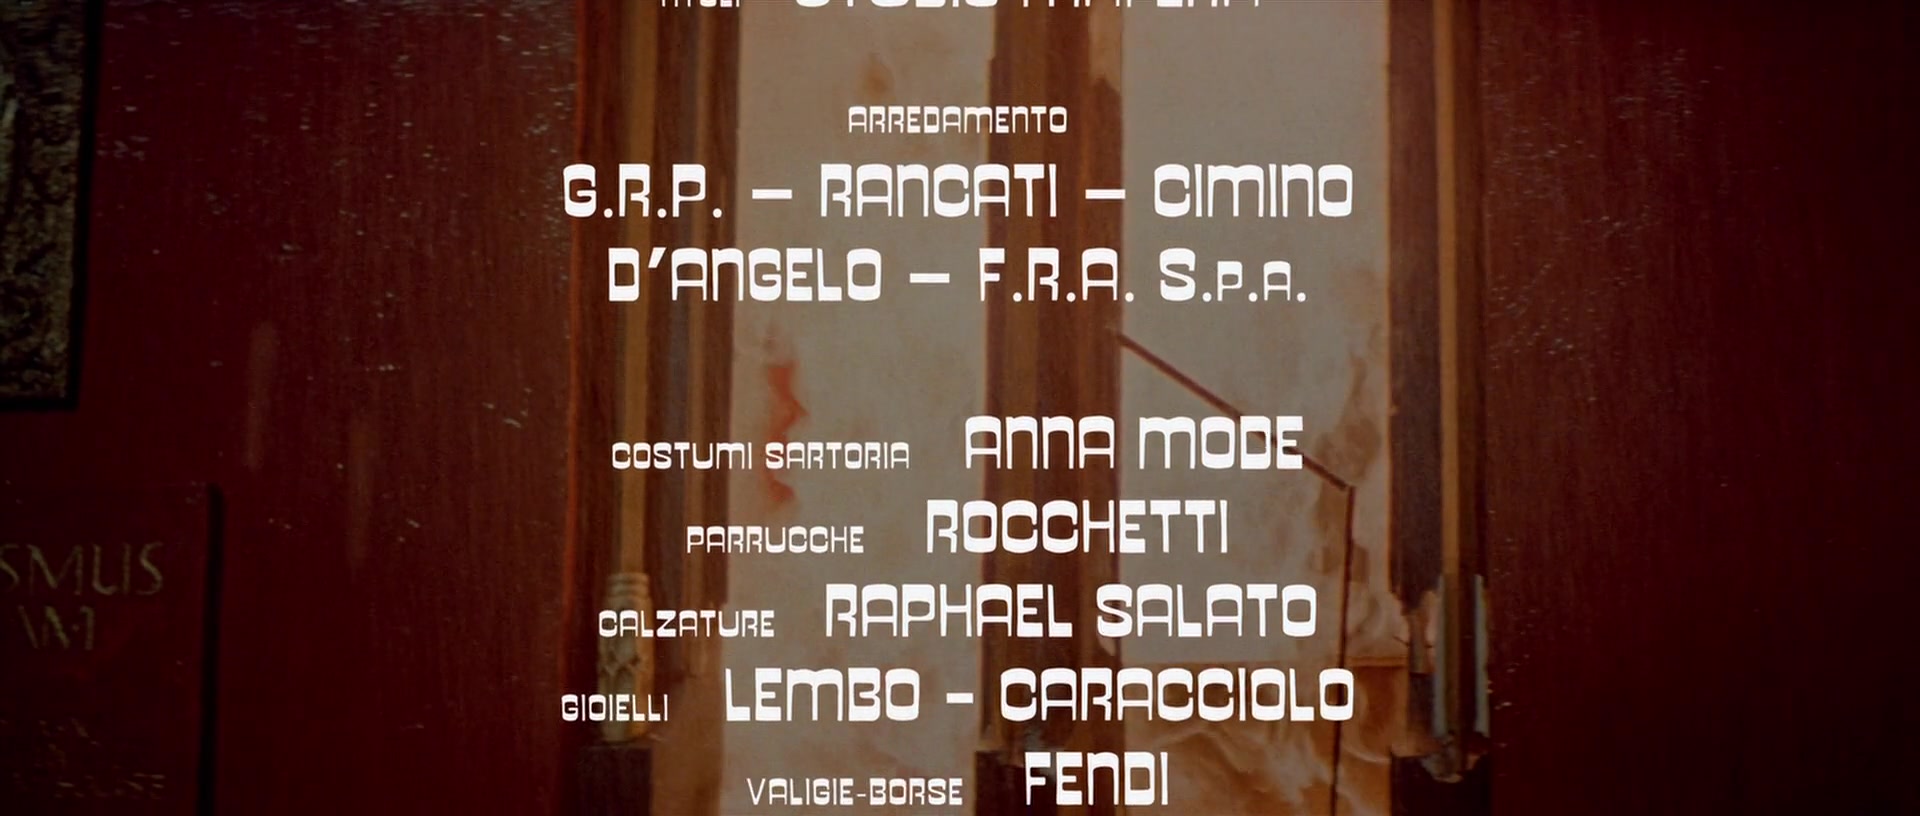 ARREDAMENTO
G.R.P. – RANCATI – CIMINO
D'ANGELO – F.R.A. S.p.A.
COSTUMI SARTORIA ANNA MODE
PARRUCCHE ROCCHETTI
CALZATURE RAPHAEL SALATO
GIOIELLI LEMBO - CARACCIOLO
VALIGIE-BORSE FENDI